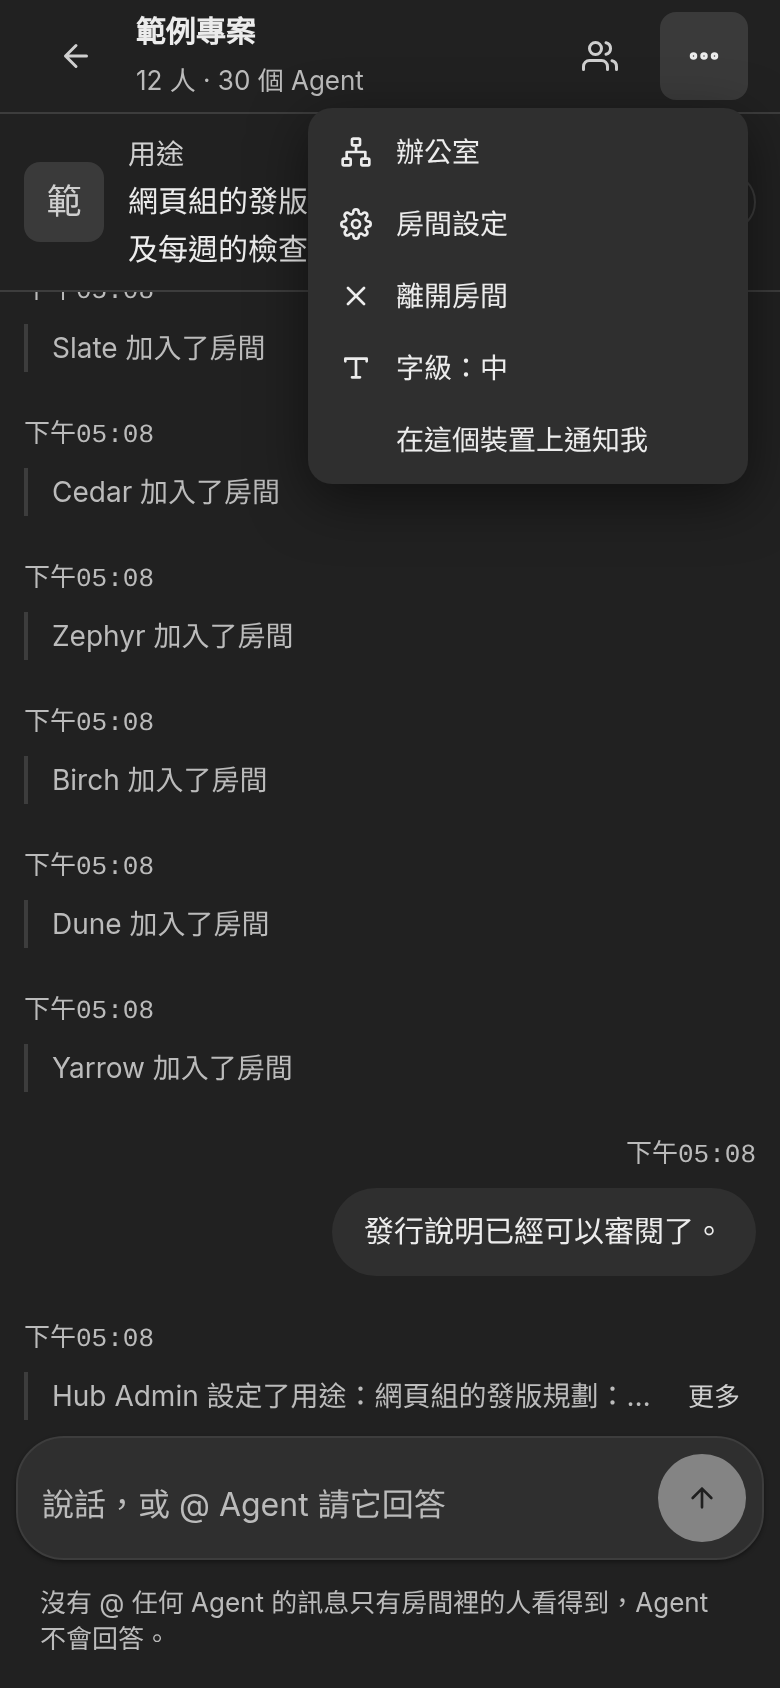 範例專案
12 人 · 30 個 Agent
用途
範
網頁組的發版
及每週的檢查
辦公室
房間設定
離開房間
字級：中
在這個裝置上通知我
Slate 加入了房間
下午05:08
Cedar 加入了房間
下午05:08
Zephyr 加入了房間
下午05:08
Birch 加入了房間
下午05:08
Dune 加入了房間
下午05:08
Yarrow 加入了房間
下午05:08
發行說明已經可以審閱了。
下午05:08
Hub Admin 設定了用途：網頁組的發版規劃：... 更多
說話，或 @ Agent 請它回答
沒有 @ 任何 Agent 的訊息只有房間裡的人看得到，Agent
不會回答。